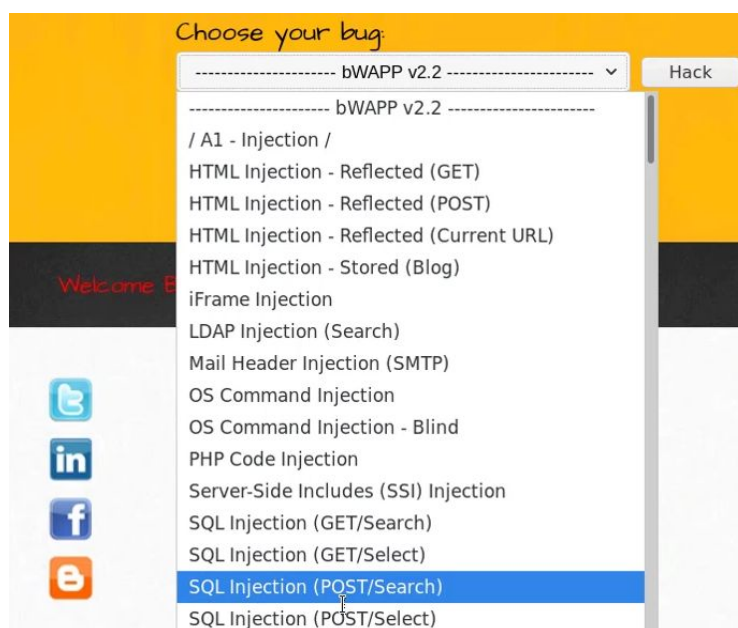 Choose your bug:
---------------------- bWAPP v2.2 ----------------------
Hack
---------------------- bWAPP v2.2 ----------------------
/ A1 - Injection /
HTML Injection - Reflected (GET)
HTML Injection - Reflected (POST)
HTML Injection - Reflected (Current URL)
HTML Injection - Stored (Blog)
iFrame Injection
Welcome
LDAP Injection (Search)
Mail Header Injection (SMTP)
OS Command Injection
OS Command Injection - Blind
PHP Code Injection
Server-Side Includes (SSI) Injection
SQL Injection (GET/Search)
SQL Injection (GET/Select)
SQL Injection (POST/Search)
SQL Injection (POST/Select)
in
f